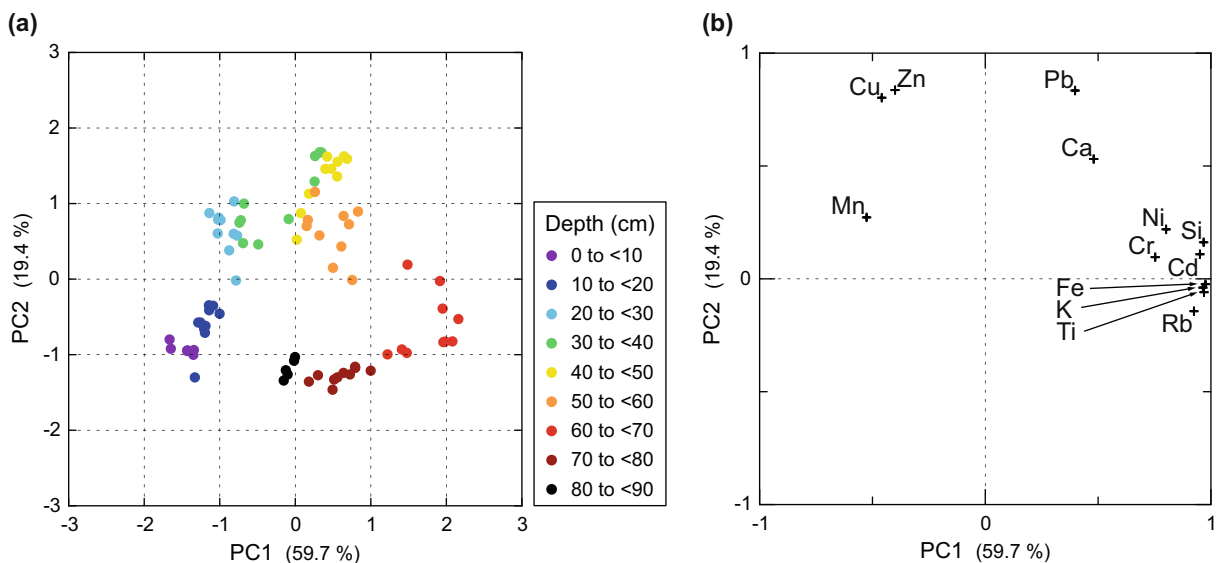 (a)
3
2
1
0
-1
-2
-3
-3
-2
-1
0
1
2
3
PC2 (19.4 %)
PC1 (59.7 %)
Depth (cm)
0 to <10
10 to <20
20 to <30
30 to <40
40 to <50
50 to <60
60 to <70
70 to <80
80 to <90
(b)
1
0
-1
-1
0
1
PC2 (19.4 %)
PC1 (59.7 %)
Cu
Zn
Pb
Ca
Mn
Ni
Si
Cr
Cd
Fe
K
Ti
Rb